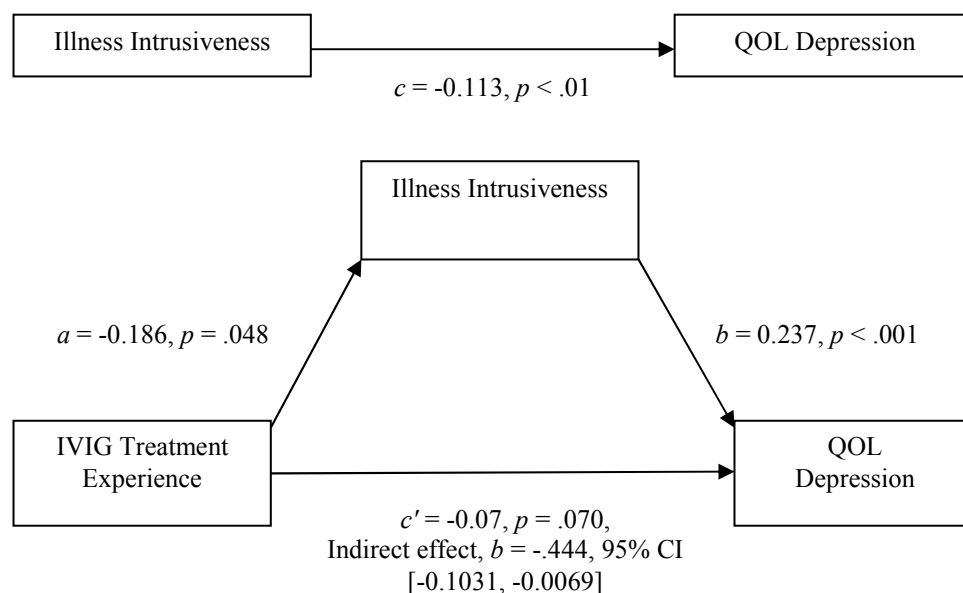 Illness Intrusiveness
QOL Depression
c = -0.113, p < .01
Illness Intrusiveness
a = -0.186, p = .048
b = 0.237, p < .001
IVIG Treatment
Experience
QOL
Depression
c' = -0.07, p = .070,
Indirect effect, b = -.444, 95% CI
[-0.1031, -0.0069]